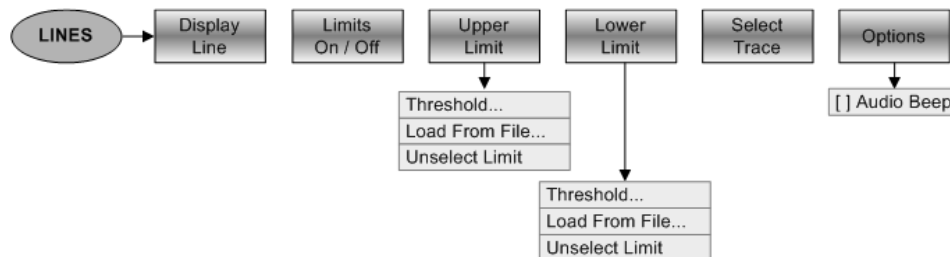 LINES
Display
Line
Limits
On / Off
Upper
Limit
Lower
Limit
Select
Trace
Options
Threshold...
Load From File...
Unselect Limit
[ ] Audio Beep
Threshold...
Load From File...
Unselect Limit